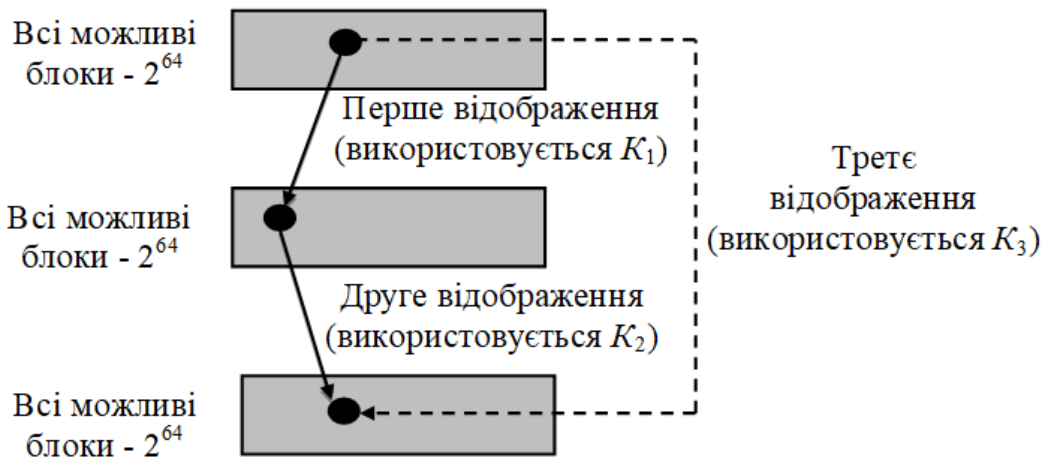 Всі можливі
блоки - 2^64
Перше відображення
(використовується K₁)
Третє
відображення
(використовується K₃)
Всі можливі
блоки - 2^64
Друге відображення
(використовується K₂)
Всі можливі
блоки - 2^64